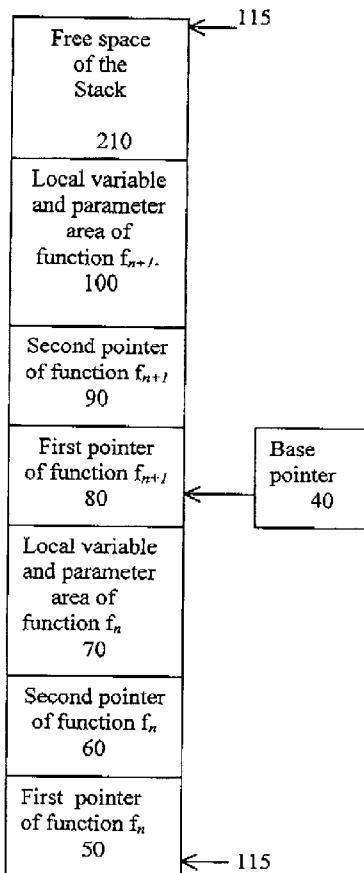 115
Free space
of the
Stack
210
Local variable
and parameter
area of
function fn+1.
100
Second pointer
of function fn+1
90
First pointer
of function fn+1
80
Base
pointer
40
Local variable
and parameter
area of
function fn
70
Second pointer
of function fn
60
First pointer
of function fn
50
115